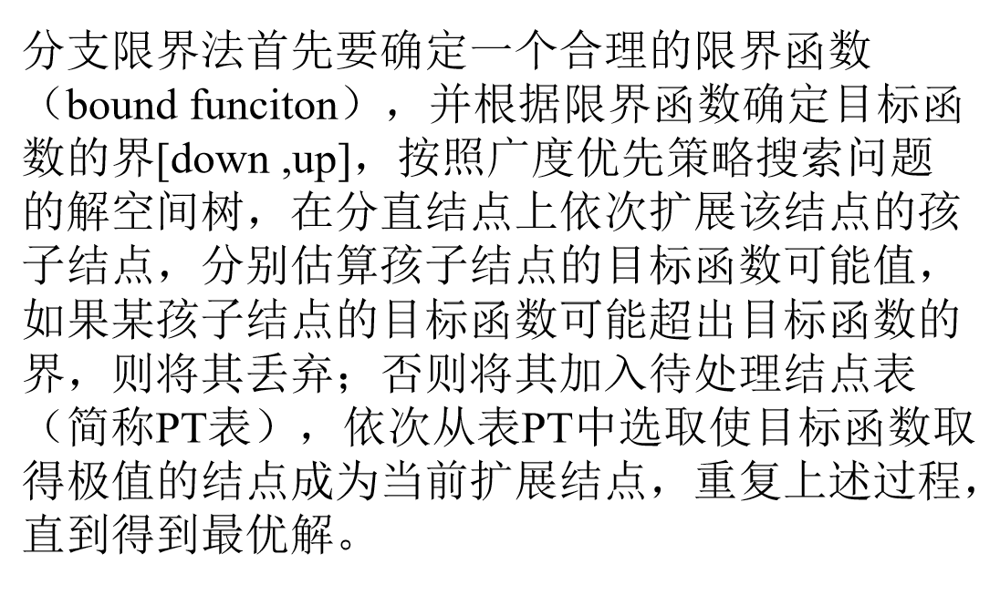 分支限界法首先要确定一个合理的限界函数
（bound funciton），并根据限界函数确定目标函
数的界[down ,up]，按照广度优先策略搜索问题
的解空间树，在分直结点上依次扩展该结点的孩
子结点，分别估算孩子结点的目标函数可能值，
如果某孩子结点的目标函数可能超出目标函数的
界，则将其丢弃；否则将其加入待处理结点表
（简称PT表），依次从表PT中选取使目标函数取
得极值的结点成为当前扩展结点，重复上述过程，
直到得到最优解。